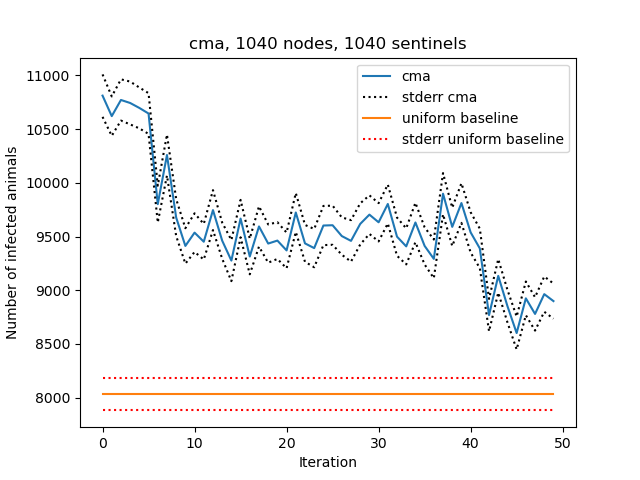 cma, 1040 nodes, 1040 sentinels
cma
stderr cma
uniform baseline
stderr uniform baseline
Number of infected animals
11000
10500
10000
9500
9000
8500
8000
0 10 20 30 40 50
Iteration